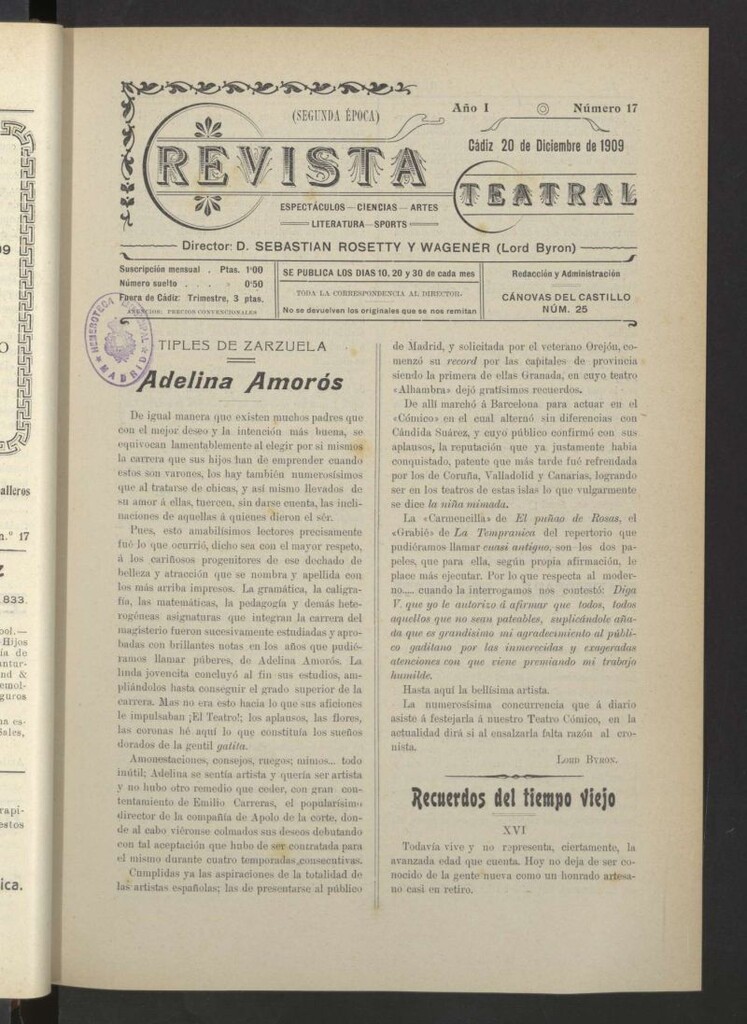 (SEGUNDA ÉPOCA)
Año I
Número 17
Cádiz 20 de Diciembre de 1909
REVISTA
TEATRAL
ESPECTÁCULOS — CIENCIAS — ARTES
LITERATURA — SPORTS
Director: D. SEBASTIAN ROSETTY Y WAGENER (Lord Byron)
Suscripción mensual . Ptas. 1'00
Número suelto . . . . » 0'50
Fuera de Cádiz: Trimestre, 3 ptas.
ANUNCIOS: PRECIOS CONVENCIONALES
SE PUBLICA LOS DIAS 10, 20 y 30 de cada mes
TODA LA CORRESPONDENCIA AL DIRECTOR.
No se devuelven los originales que se nos remitan
Redacción y Administración
CÁNOVAS DEL CASTILLO
NÚM. 25
HEMEROTECA MUNICIPAL
MADRID
TIPLES DE ZARZUELA
Adelina Amorós
De igual manera que existen muchos padres que
con el mejor deseo y la intención más buena, se
equivocan lamentablemente al elegir por si mismos
la carrera que sus hijos han de emprender cuando
estos son varones, los hay también numerosísimos
que al tratarse de chicas, y así mismo llevados de
su amor á ellas, tuercen, sin darse cuenta, las incli-
naciones de aquellas á quienes dieron el sér.
Pues, esto amabilísimos lectores precisamente
fué lo que ocurrió, dicho sea con el mayor respeto,
á los cariñosos progenitores de ese dochado de
belleza y atracción que se nombra y apellida con
los más arriba impresos. La gramática, la caligra-
fía, las matemáticas, la pedagogía y demás hete-
rogéneas asignaturas que integran la carrera del
magisterio fueron sucesivamente estudiadas y apro-
badas con brillantes notas en los años que pudié-
ramos llamar púberes, de Adelina Amorós. La
linda jovencita concluyó al fin sus estudios, am-
pliándolos hasta conseguir el grado superior de la
carrera. Mas no era esto hacia lo que sus aficiones
le impulsaban ¡El Teatro!; los aplausos, las flores,
las coronas hé aquí lo que constituía los sueños
dorados de la gentil gatita.
Amonestaciones, consejos, ruegos; mimos... todo
inútil; Adelina se sentía artista y quería ser artista
y no hubo otro remedio que ceder, con gran con-
tentamiento de Emilio Carreras, el popularísimo
director de la compañía de Apolo de la corte, don-
de al cabo viéronse colmados sus deseos debutando
con tal aceptación que hubo de ser contratada para
el mismo durante cuatro temporadas consecutivas.
Cumplidas ya las aspiraciones de la totalidad de
las artistas españolas; las de presentarse al público
de Madrid, y solicitada por el veterano Orejón, co-
menzó su record por las capitales de provincia
siendo la primera de ellas Granada, en cuyo teatro
«Alhambra» dejó gratísimos recuerdos.
De allí marchó á Barcelona para actuar en el
«Cómico» en el cual alternó sin diferencias con
Cándida Suárez, y cuyo público confirmó con sus
aplausos, la reputación que ya justamente había
conquistado, patente que más tarde fué refrendada
por los de Coruña, Valladolid y Canarias, logrando
ser en los teatros de estas islas lo que vulgarmente
se dice la niña mimada.
La «Carmencilla» de El puñao de Rosas, el
«Grabié» de La Tempranica del repertorio que
pudiéramos llamar cuasi antiguo, son los dos pa-
peles, que para ella, según propia afirmación, le
place más ejecutar. Por lo que respecta al moder-
no.... cuando la interrogamos nos contestó: Diga
V. que yo le autorizo á afirmar que todos, todos
aquellos que no sean pateables, suplicándole aña-
da que es grandísimo mi agradecimiento al públi-
co gaditano por las inmerecidas y exageradas
atenciones con que viene premiando mi trabajo
humilde.
Hasta aquí la bellísima artista.
La numerosísima concurrencia que á diario
asiste á festejarla á nuestro Teatro Cómico, en la
actualidad dirá si al ensalzarla falta razón al cro-
nista.
LORD BYRON.
Recuerdos del tiempo viejo
XVI
Todavía vive y no representa, ciertamente, la
avanzada edad que cuenta. Hoy no deja de ser co-
nocido de la gente nueva como un honrado artesa-
no casi en retiro.